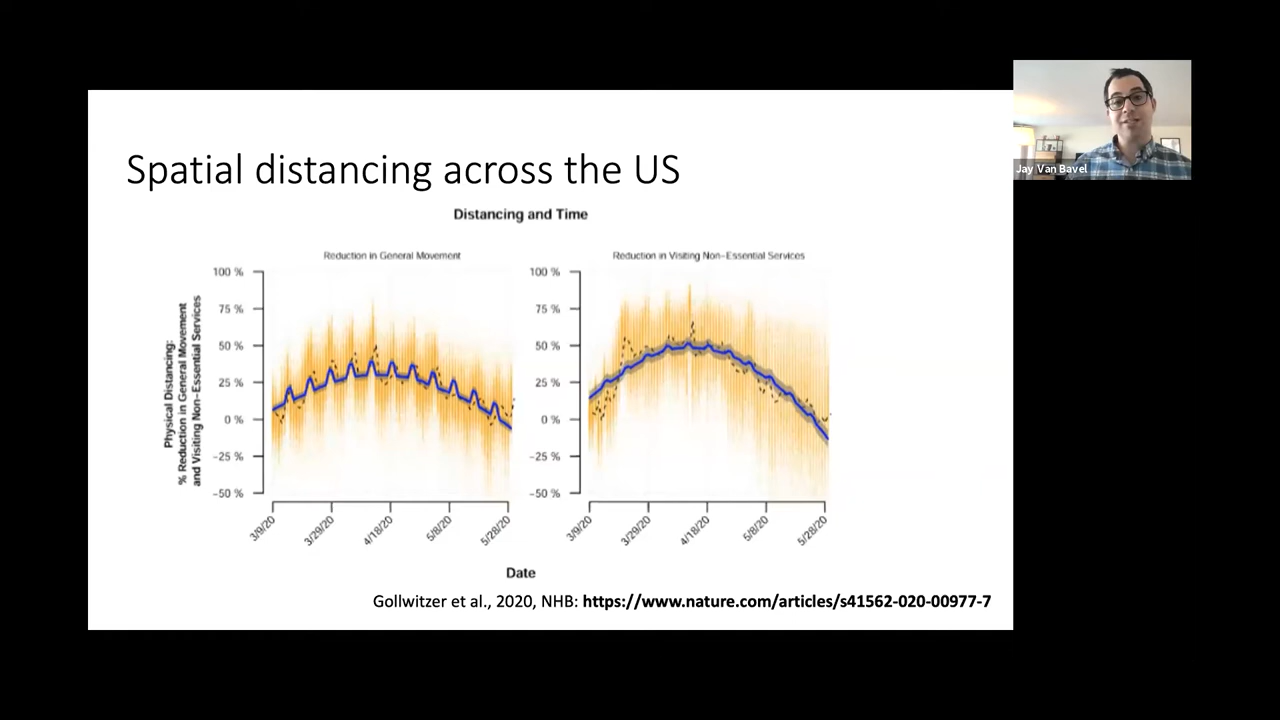 Jay Van Bavel
Spatial distancing across the US
Distancing and Time
Reduction in General Movement
Reduction in Visiting Non-Essential Services
Physical Distancing:
% Reduction in General Movement
and Visiting Non-Essential Services
100 %
75 %
50 %
25 %
0 %
-25 %
-50 %
3/9/20
3/29/20
4/18/20
5/8/20
5/28/20
100 %
75 %
50 %
25 %
0 %
-25 %
-50 %
3/9/20
3/29/20
4/18/20
5/8/20
5/28/20
Date
Gollwitzer et al., 2020, NHB: https://www.nature.com/articles/s41562-020-00977-7